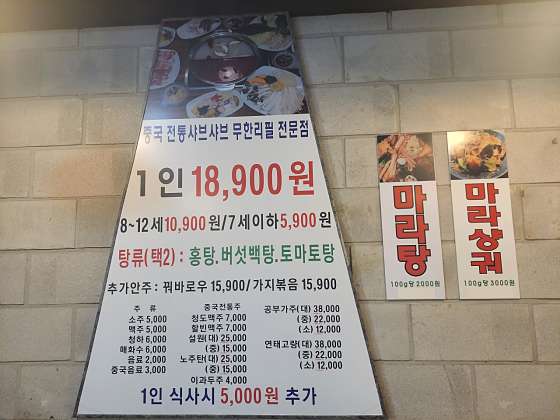 중국 전통샤브샤브 무한리필 전문점
1인 18,900원
8~12세10,900원/7세이하5,900원
탕류(택2) : 홍탕.버섯백탕.토마토탕
추가안주 : 꿔바로우 15,900/가지볶음 15,900
주 류
소주 5,000
맥주 5,000
청하 6,000
매화수 6,000
음료 2,000
중국음료 3,000
중국전통주
청도맥주 7,000
할빈맥주 7,000
설원(대) 25,000
(중) 15,000
노주탄(대) 25,000
(중) 15,000
이과두주 4,000
공부가주(대) 38,000
(중) 22,000
(소) 12,000
연태고량(대) 38,000
(중) 22,000
(소) 12,000
1인 식사시 5,000원 추가
마라탕
100g당 2000원
마라샹궈
100g당 3000원